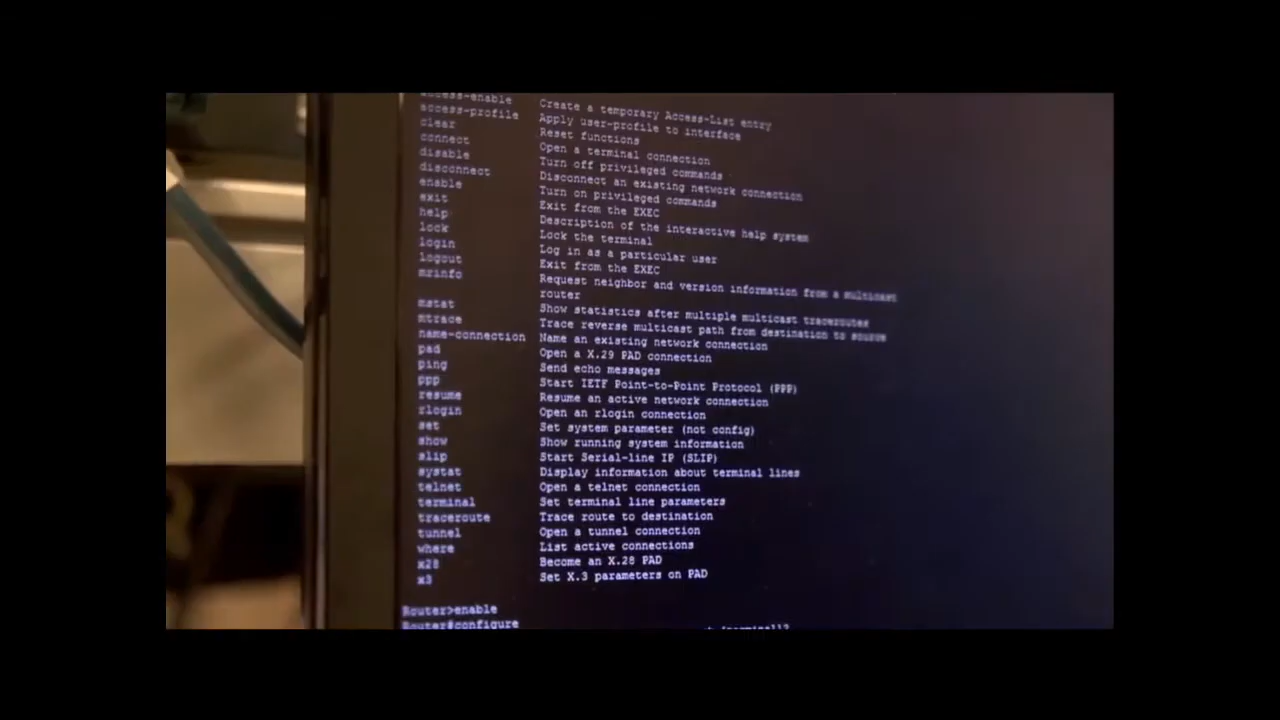 access-enable Create a temporary Access-List entry
access-profile Apply user-profile to interface
clear Reset functions
connect Open a terminal connection
disable Turn off privileged commands
disconnect Disconnect an existing network connection
enable Turn on privileged commands
exit Exit from the EXEC
help Description of the interactive help system
lock Lock the terminal
login Log in as a particular user
logout Exit from the EXEC
mrinfo Request neighbor and version information from a multicast
router
mstat Show statistics after multiple multicast traceroutes
mtrace Trace reverse multicast path from destination to source
name-connection Name an existing network connection
pad Open a X.29 PAD connection
ping Send echo messages
ppp Start IETF Point-to-Point Protocol (PPP)
resume Resume an active network connection
rlogin Open an rlogin connection
set Set system parameter (not config)
show Show running system information
slip Start Serial-line IP (SLIP)
systat Display information about terminal lines
telnet Open a telnet connection
terminal Set terminal line parameters
traceroute Trace route to destination
tunnel Open a tunnel connection
where List active connections
x28 Become an X.28 PAD
x3 Set X.3 parameters on PAD
Router>enable
Router#configure